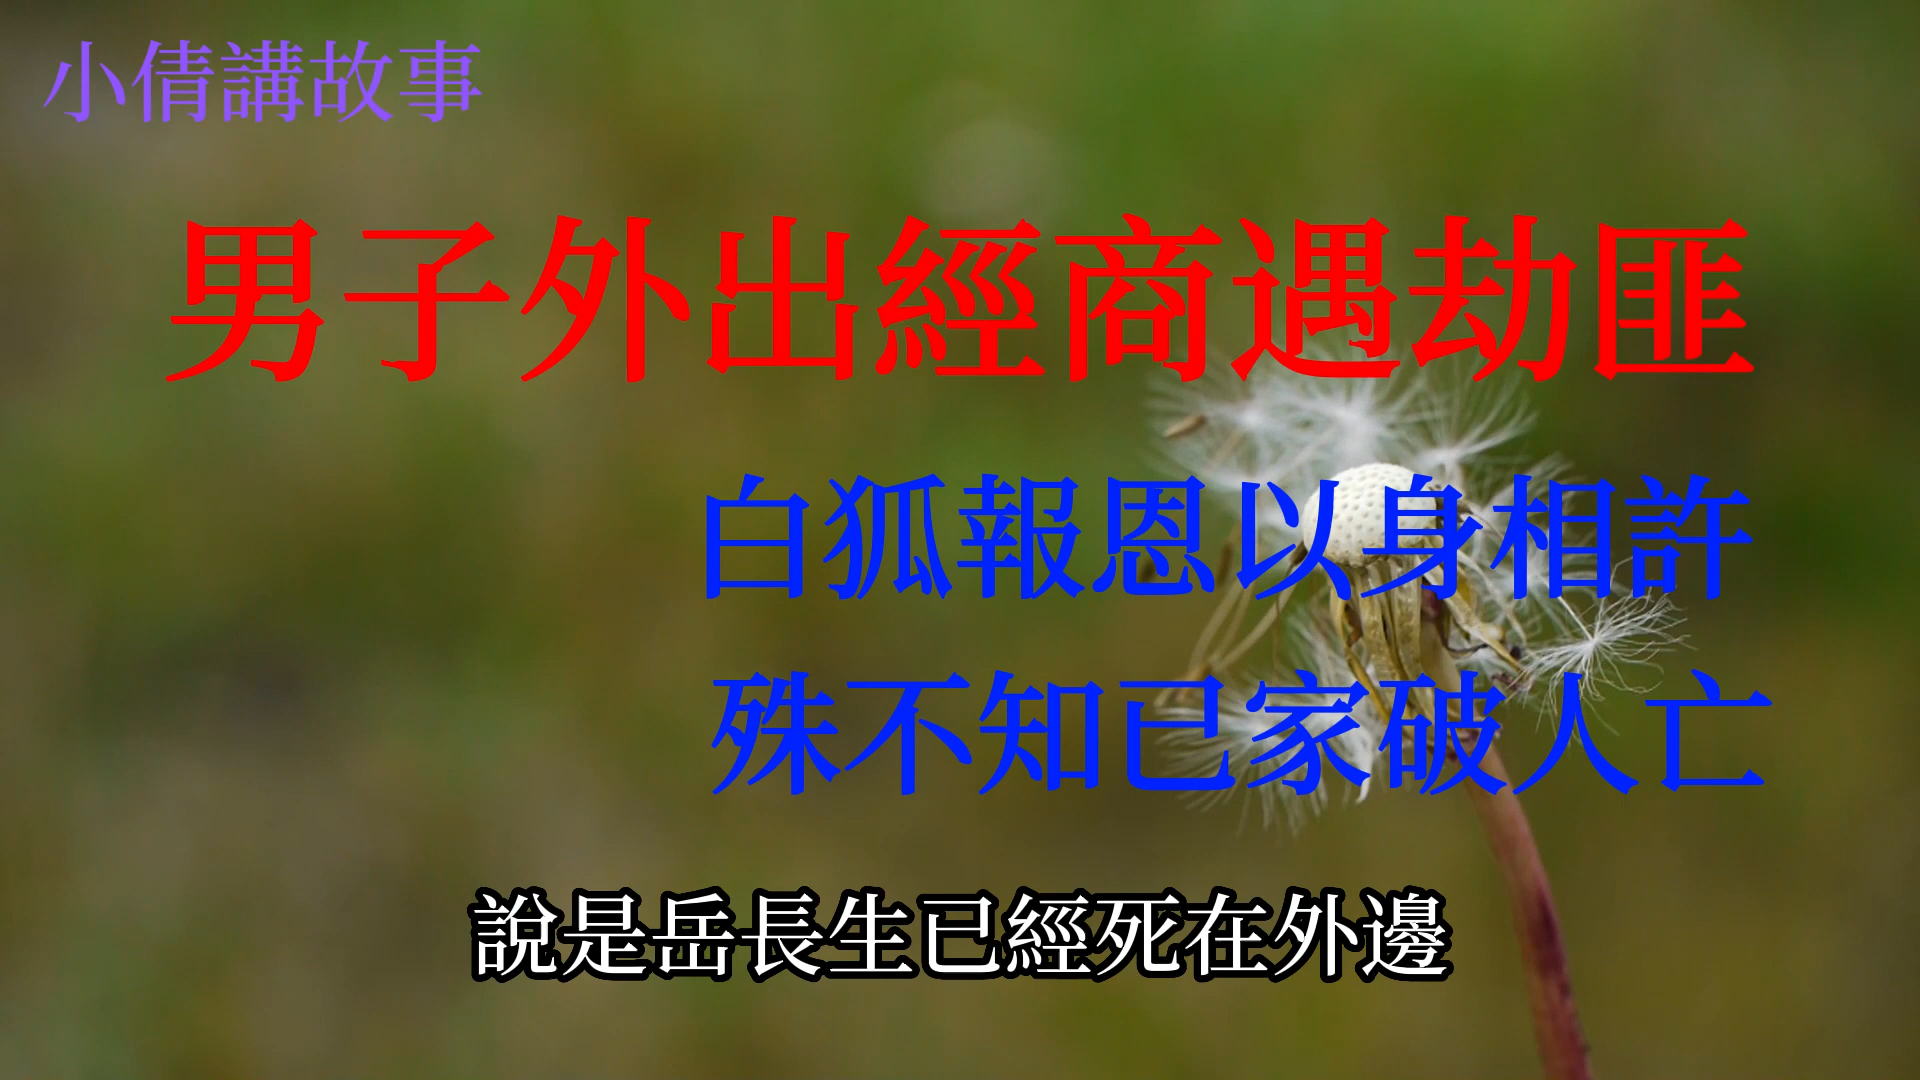 小倩講故事
男子外出經商遇劫匪
白狐報恩以身相許
殊不知已家破人亡
說是岳長生已經死在外邊